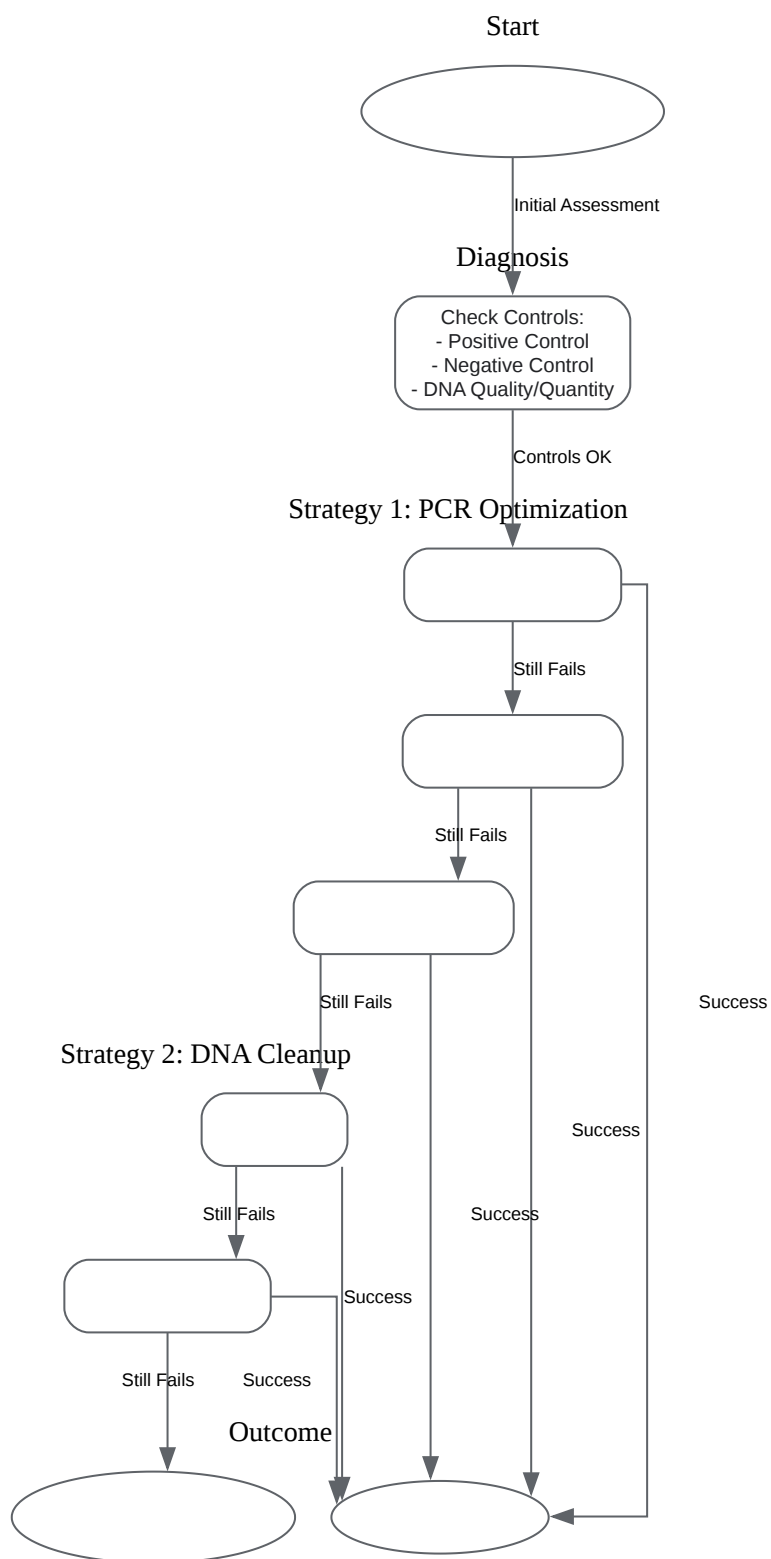 Start
Initial Assessment
Diagnosis
Check Controls:
- Positive Control
- Negative Control
- DNA Quality/Quantity
Controls OK
Strategy 1: PCR Optimization
Still Fails
Still Fails
Still Fails
Success
Strategy 2: DNA Cleanup
Success
Still Fails
Success
Success
Still Fails
Success
Outcome